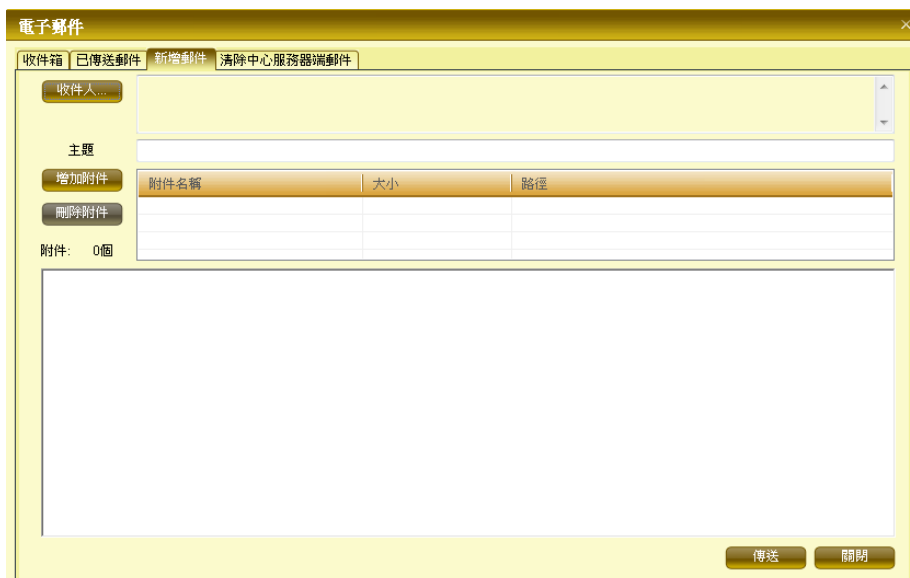 電子郵件
收件箱 已傳送郵件 新增郵件 清除中心服務器端郵件
收件人...
主題
增加附件 附件名稱 大小 路徑
刪除附件
附件: 0個
傳送 關閉